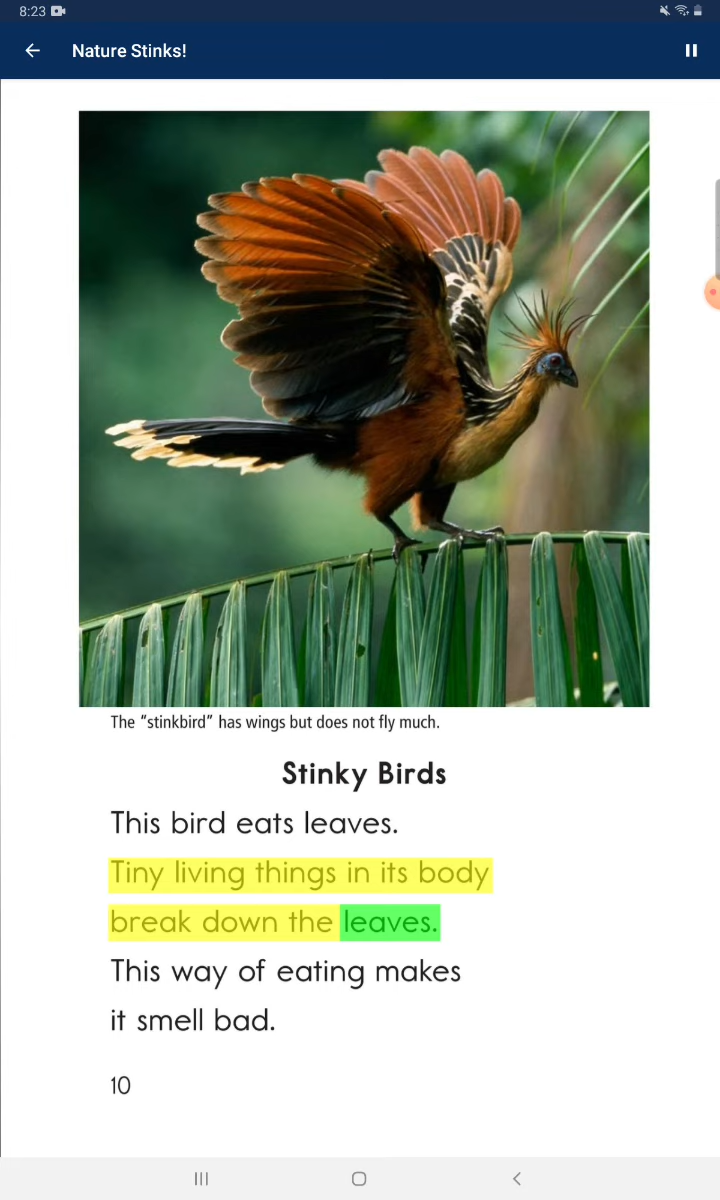 8:23
Nature Stinks!
The “stinkbird” has wings but does not fly much.
Stinky Birds
This bird eats leaves.
Tiny living things in its body
break down the leaves.
This way of eating makes
it smell bad.
10